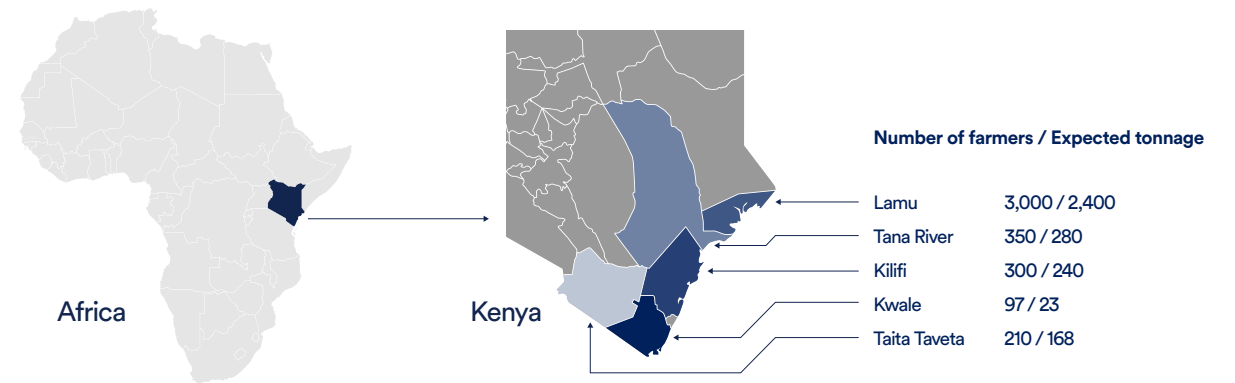 Africa
Kenya
Number of farmers / Expected tonnage
Lamu 3,000 / 2,400
Tana River 350 / 280
Kilifi 300 / 240
Kwale 97 / 23
Taita Taveta 210 / 168